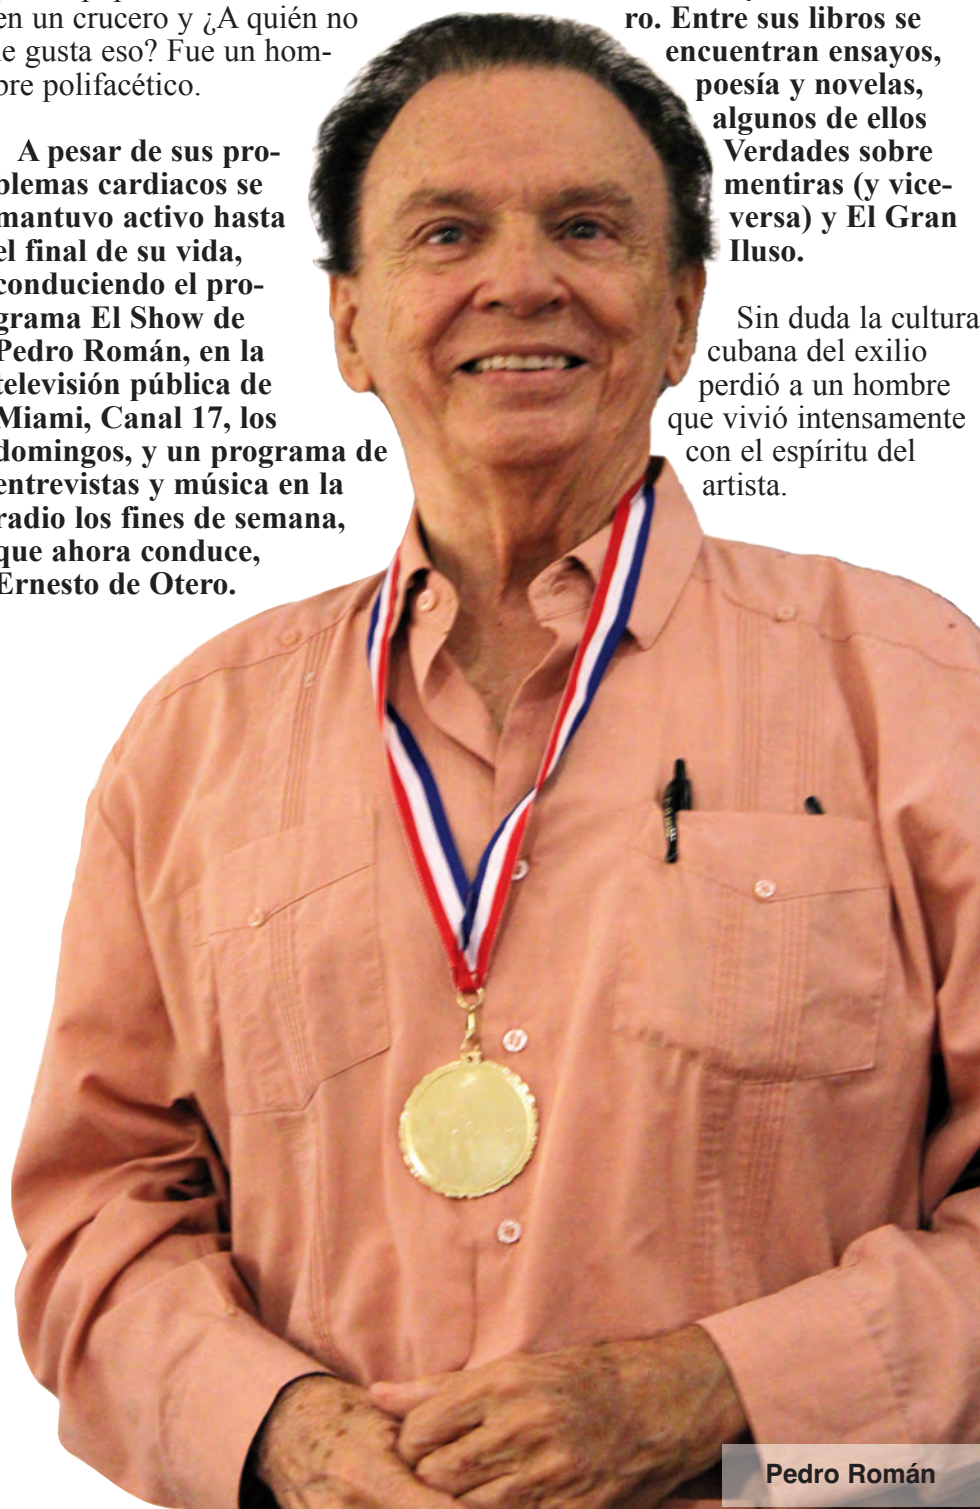 en un crucero y ¿A quién no
le gusta eso? Fue un hom-
bre polifacético.
A pesar de sus pro-
blemas cardiacos se
mantuvo activo hasta
el final de su vida,
conduciendo el pro-
grama El Show de
Pedro Román, en la
televisión pública de
Miami, Canal 17, los
domingos, y un programa de
entrevistas y música en la
radio los fines de semana,
que ahora conduce,
Ernesto de Otero.
ro. Entre sus libros se
encuentran ensayos,
poesía y novelas,
algunos de ellos
Verdades sobre
mentiras (y vice-
versa) y El Gran
Iluso.
Sin duda la cultura
cubana del exilio
perdió a un hombre
que vivió intensamente
con el espíritu del
artista.
Pedro Román